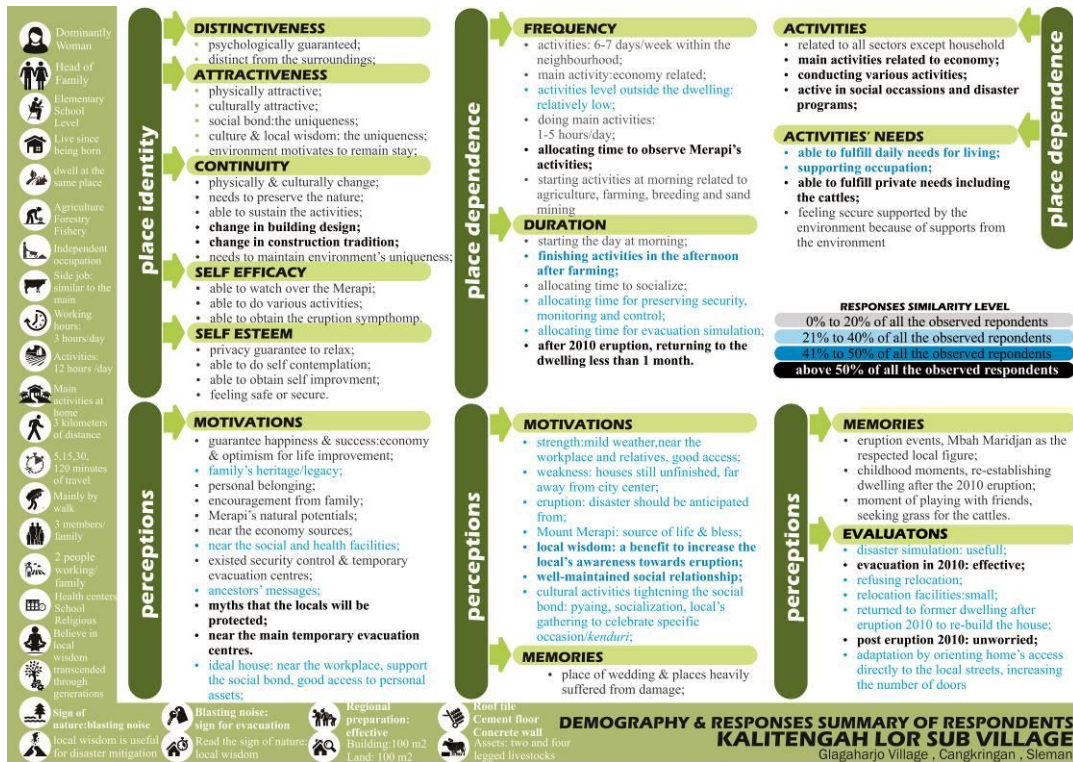 Dominantly
Woman
Head of
Family
Elementary
School
Level
Live since
being born
dwell at the
same place
Agriculture
Forestry
Fishery
Independent
occupation
Side job:
similar to the
main
Working
hours:
3 hours/day
Activities:
12 hours /day
Main
activities at
home
3 kilometers
of distance
5,15,30,
120 minutes
of travel
Mainly by
walk
3 members/
family
2 people
working/
family
Health centers
School
Religious
Believe in
local
wisdom
transcended
through
generations
place identity
DISTINCTIVENESS
• psychologically guaranteed;
• distinct from the surroundings;
ATTRACTIVENESS
• physically attractive;
• culturally attractive;
• social bond:the uniqueness;
• culture & local wisdom: the uniqueness;
• environment motivates to remain stay;
CONTINUITY
• physically & culturally change;
• needs to preserve the nature;
• able to sustain the activities;
• change in building design;
• change in construction tradition;
• needs to maintain environment's uniqueness;
SELF EFFICACY
• able to watch over the Merapi;
• able to do various activities;
• able to obtain the eruption sympthomp.
SELF ESTEEM
• privacy guarantee to relax;
• able to do self contemplation;
• able to obtain self improvment;
• feeling safe or secure.
place dependence
FREQUENCY
• activities: 6-7 days/week within the
neighbourhood;
• main activity:economy related;
• activities level outside the dwelling:
relatively low;
• doing main activities:
1-5 hours/day;
• allocating time to observe Merapi's
activities;
• starting activities at morning related to
agriculture, farming, breeding and sand
mining
DURATION
• starting the day at morning;
• finishing activities in the afternoon
after farming;
• allocating time to socialize;
• allocating time for preserving security,
monitoring and control;
• allocating time for evacuation simulation;
• after 2010 eruption, returning to the
dwelling less than 1 month.
ACTIVITIES
• related to all sectors except household
• main activities related to economy;
• conducting various activities;
• active in social occassions and disaster
programs;
ACTIVITIES' NEEDS
• able to fulfill daily needs for living;
• supporting occupation;
• able to fulfill private needs including
the cattles;
• feeling secure supported by the
environment because of supports from
the environment
place dependence
RESPONSES SIMILARITY LEVEL
0% to 20% of all the observed repondents
21% to 40% of all the observed repondents
41% to 50% of all the observed repondents
above 50% of all the observed respondents
perceptions
MOTIVATIONS
• guarantee happiness & success:economy
& optimism for life improvement;
• family's heritage/legacy;
• personal belonging;
• encouragement from family;
• Merapi's natural potentials;
• near the economy sources;
• near the social and health facilities;
• existed security control & temporary
evacuation centres;
• ancestors' messages;
• myths that the locals will be
protected;
• near the main temporary evacuation
centres.
• ideal house: near the workplace, support
the social bond, good access to personal
assets;
perceptions
MOTIVATIONS
• strength:mild weather,near the
workplace and relatives, good access;
• weakness: houses still unfinished, far
away from city center;
• eruption: disaster should be anticipated
from;
• Mount Merapi: source of life & bless;
• local wisdom: a benefit to increase the
local's awareness towards eruption;
• well-maintained social relationship;
• cultural activities tightening the social
bond: pyaing, socialization, local's
gathering to celebrate specific
occasion/kenduri;
MEMORIES
• place of wedding & places heavily
suffered from damage;
perceptions
MEMORIES
• eruption events, Mbah Maridjan as the
respected local figure;
• childhood moments, re-establishing
dwelling after the 2010 eruption;
• moment of playing with friends,
seeking grass for the cattles.
EVALUATONS
• disaster simulation: usefull;
• evacuation in 2010: effective;
• refusing relocation;
• relocation facilities:small;
• returned to former dwelling after
eruption 2010 to re-build the house;
• post eruption 2010: unworried;
• adaptation by orienting home's access
directly to the local streets, increasing
the number of doors
Sign of
nature:blasting noise
local wisdom is useful
for disaster mitigation
Blasting noise:
sign for evacuation
Read the sign of nature:
local wisdom
Regional
preparation:
effective
Building:100 m2
Land: 100 m2
Roof tile
Cement floor
Concrete wall
Assets: two and four
legged livestocks
DEMOGRAPHY & RESPONSES SUMMARY OF RESPONDENTS
KALITENGAH LOR SUB VILLAGE
Glagaharjo Village , Cangkringan , Sleman